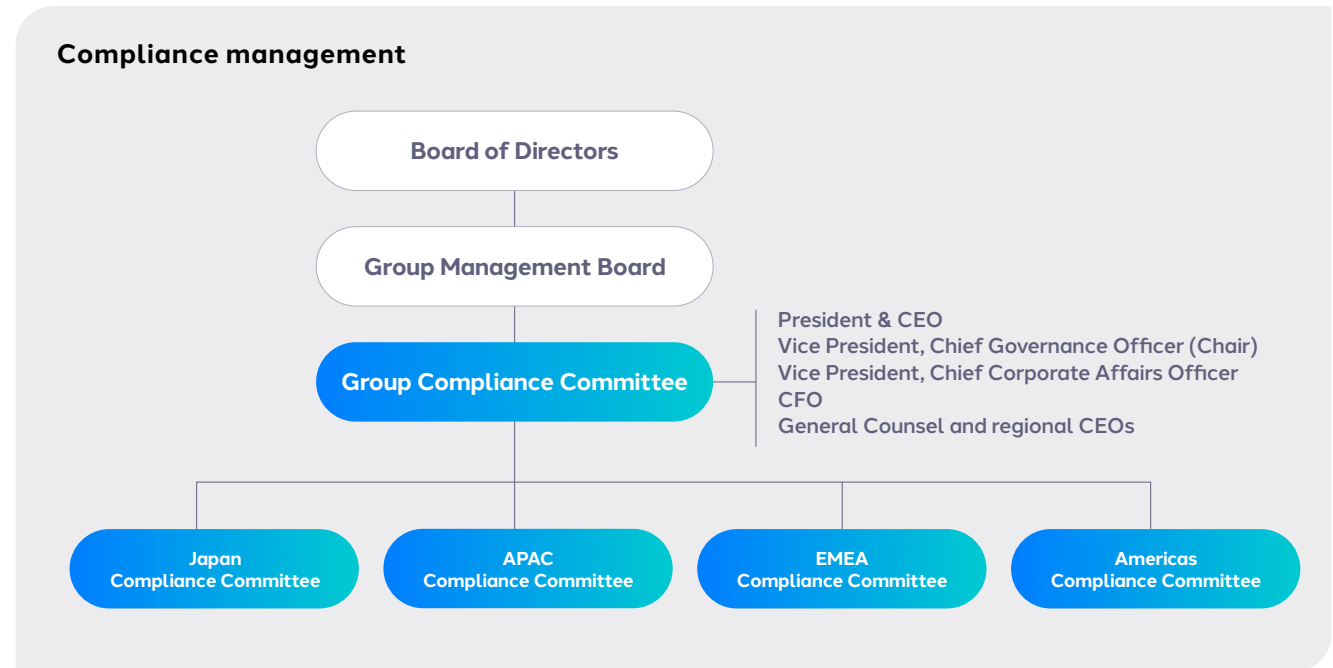 Compliance management
Board of Directors
Group Management Board
Group Compliance Committee
President & CEO
Vice President, Chief Governance Officer (Chair)
Vice President, Chief Corporate Affairs Officer
CFO
General Counsel and regional CEOs
Japan
Compliance Committee
APAC
Compliance Committee
EMEA
Compliance Committee
Americas
Compliance Committee